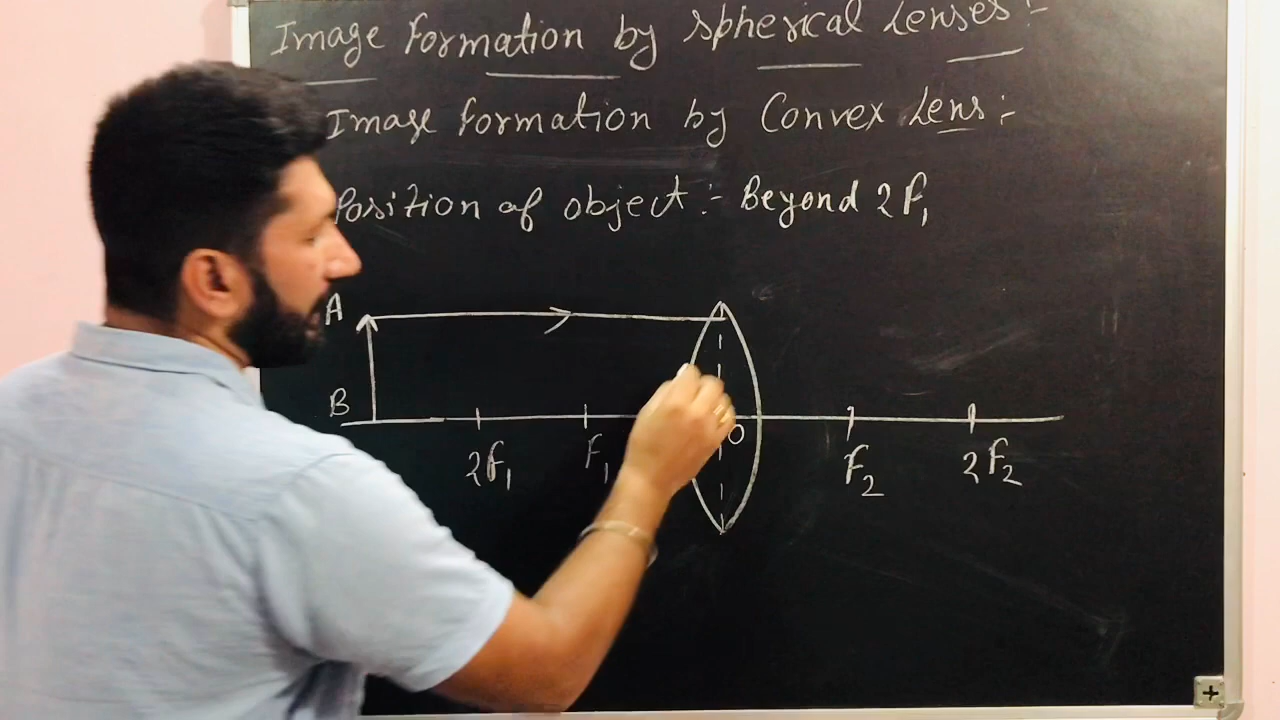 Image Formation by spherical Lenses :-
Image formation by Convex Lens :-
Position of object :- Beyond 2F₁
A
B
2F₁ F₁ O F₂ 2F₂